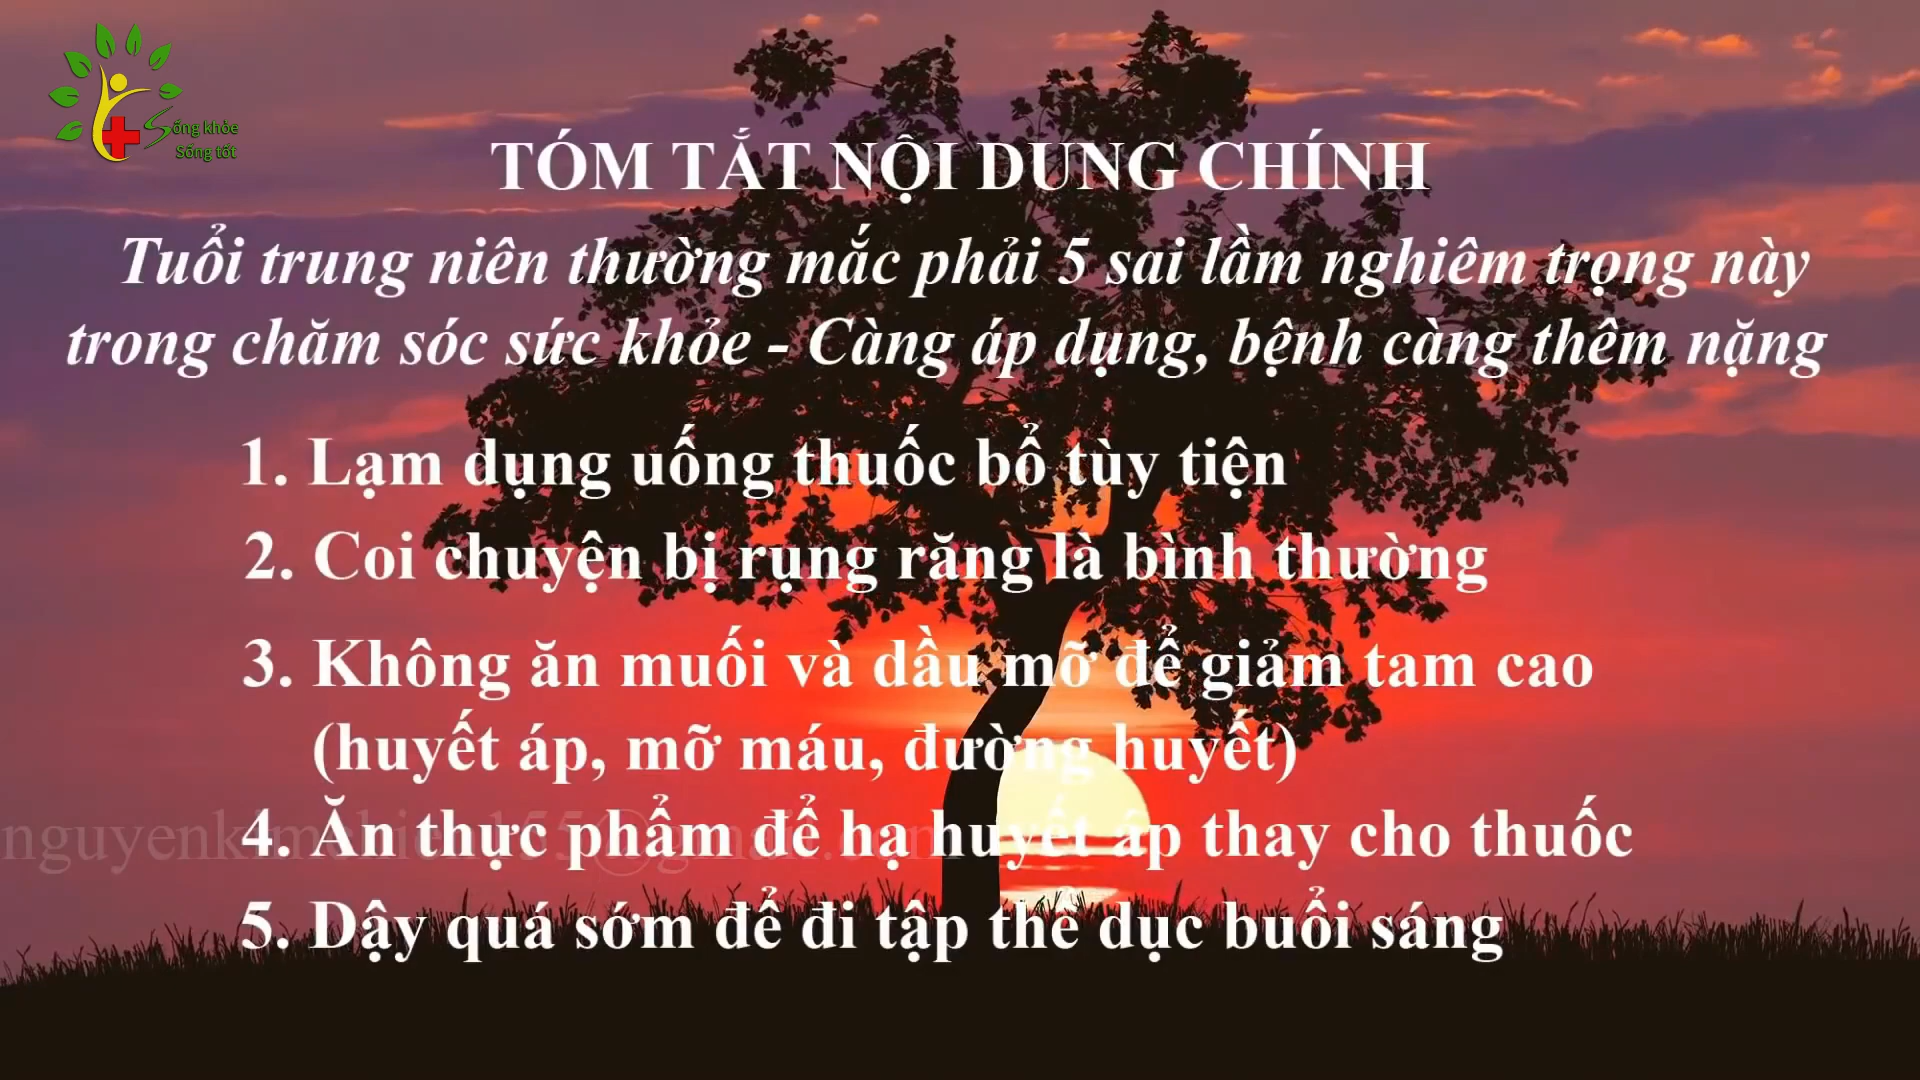 Sống khỏe
Sống tốt
TÓM TẮT NỘI DUNG CHÍNH
Tuổi trung niên thường mắc phải 5 sai lầm nghiêm trọng này
trong chăm sóc sức khỏe - Càng áp dụng, bệnh càng thêm nặng
1. Lạm dụng uống thuốc bổ tùy tiện
2. Coi chuyện bị rụng răng là bình thường
3. Không ăn muối và dầu mỡ để giảm tam cao
(huyết áp, mỡ máu, đường huyết)
4. Ăn thực phẩm để hạ huyết áp thay cho thuốc
5. Dậy quá sớm để đi tập thể dục buổi sáng